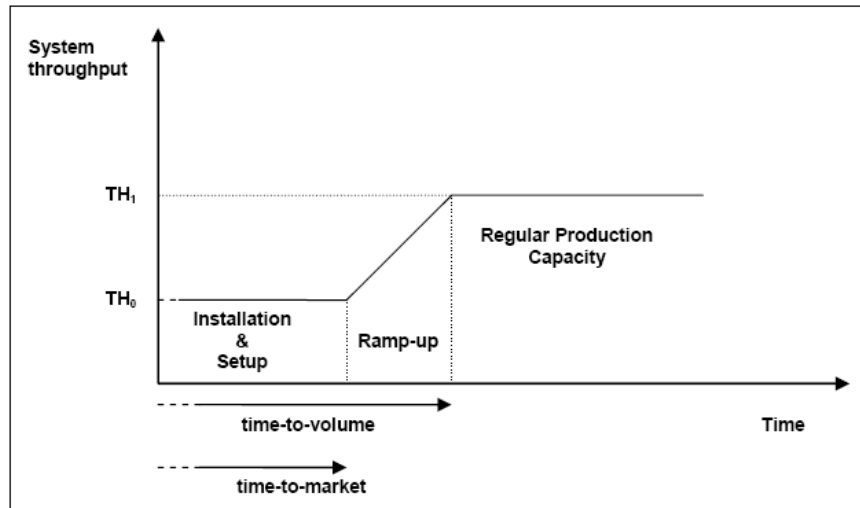 System
throughput
TH₁
Regular Production
Capacity
TH₀
Installation
&
Setup
Ramp-up
time-to-volume
Time
time-to-market